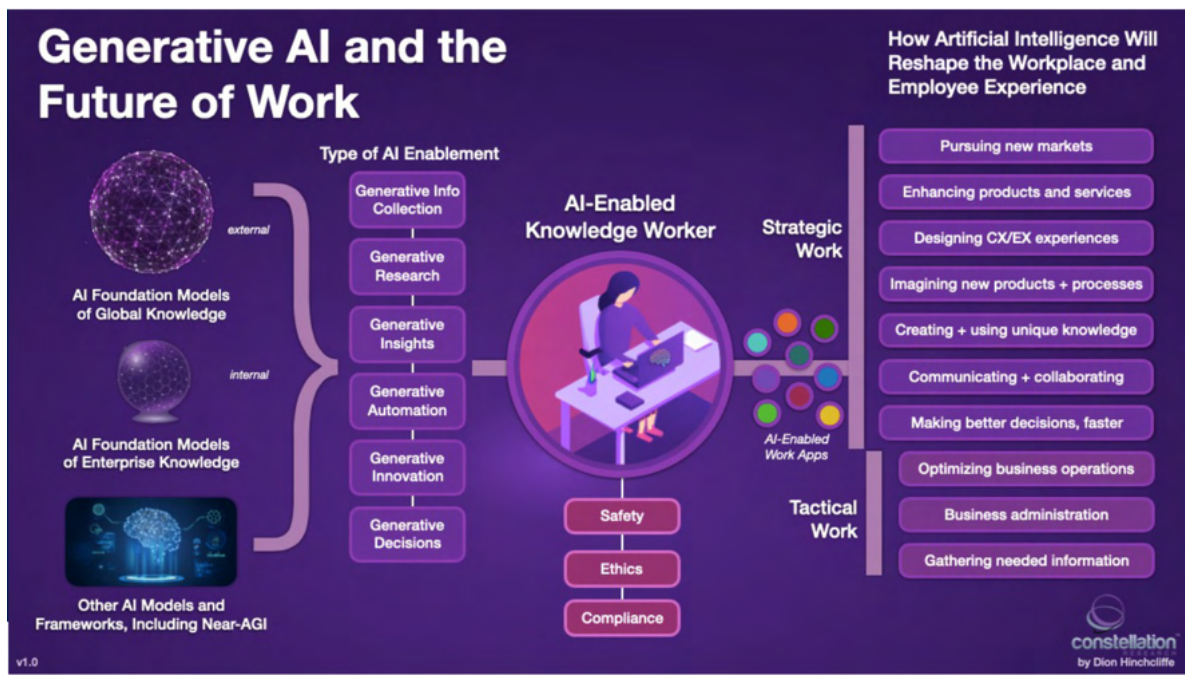 Generative AI and the
Future of Work
How Artificial Intelligence Will
Reshape the Workplace and
Employee Experience
external
AI Foundation Models
of Global Knowledge
internal
AI Foundation Models
of Enterprise Knowledge
Other AI Models and
Frameworks, Including Near-AGI
Type of AI Enablement
Generative Info
Collection
Generative
Research
Generative
Insights
Generative
Automation
Generative
Innovation
Generative
Decisions
AI-Enabled
Knowledge Worker
Safety
Ethics
Compliance
AI-Enabled
Work Apps
Strategic
Work
Pursuing new markets
Enhancing products and services
Designing CX/EX experiences
Imagining new products + processes
Creating + using unique knowledge
Communicating + collaborating
Making better decisions, faster
Tactical
Work
Optimizing business operations
Business administration
Gathering needed information
constellation
RESEARCH
by Dion Hinchcliffe
v1.0